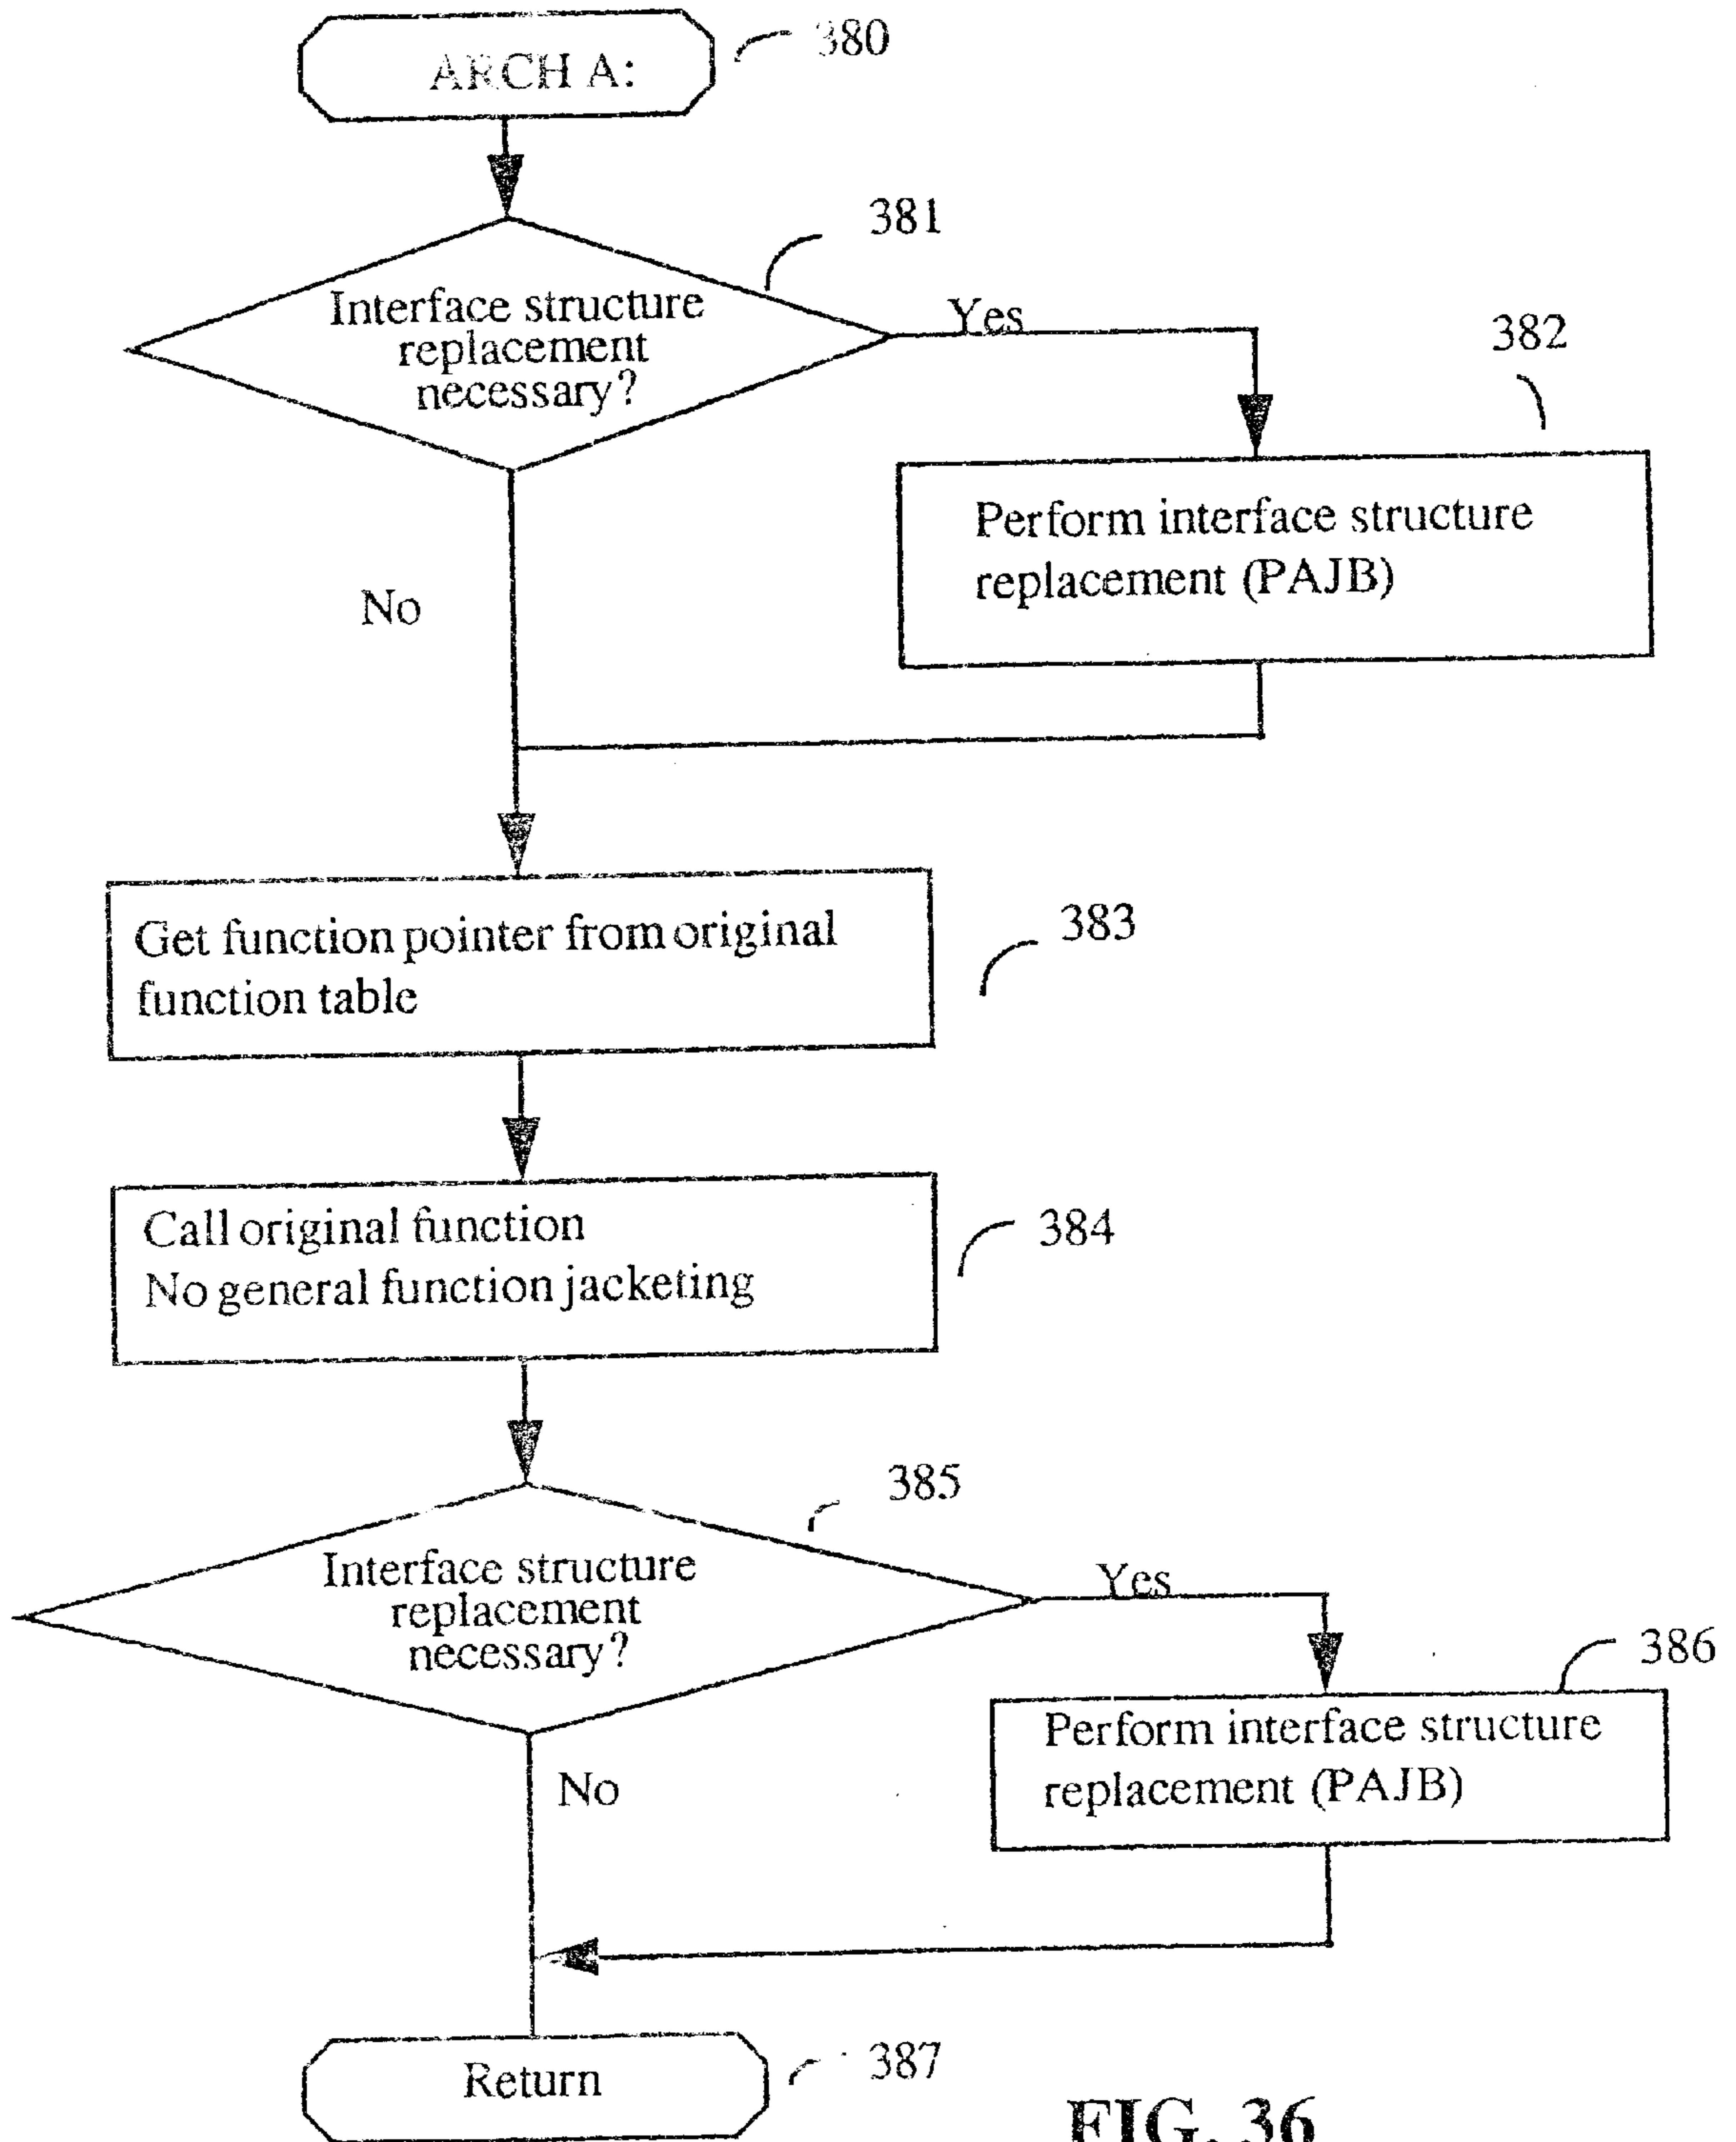 380
ARCH A:
381
Interface structure
replacement
necessary?
Yes
382
Perform interface structure
replacement (PAJB)
No
Get function pointer from original
function table
383
Call original function
No general function jacketing
384
385
Interface structure
replacement
necessary?
Yes
386
Perform interface structure
replacement (PAJB)
No
Return
387
FIG. 36